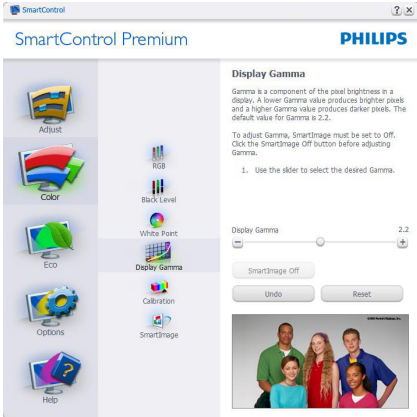 SmartControl
SmartControl Premium
PHILIPS
Adjust
Color
Eco
Options
Help
RGB
Black Level
White Point
Display Gamma
Calibration
SmartImage
Display Gamma
Gamma is a component of the pixel brightness in a
display. A lower Gamma value produces brighter pixels
and a higher Gamma value produces darker pixels. The
default value for Gamma is 2.2.
To adjust Gamma, SmartImage must be set to Off.
Click the SmartImage Off button before adjusting
Gamma.
1. Use the slider to select the desired Gamma.
Display Gamma 2.2
SmartImage Off
Undo Reset